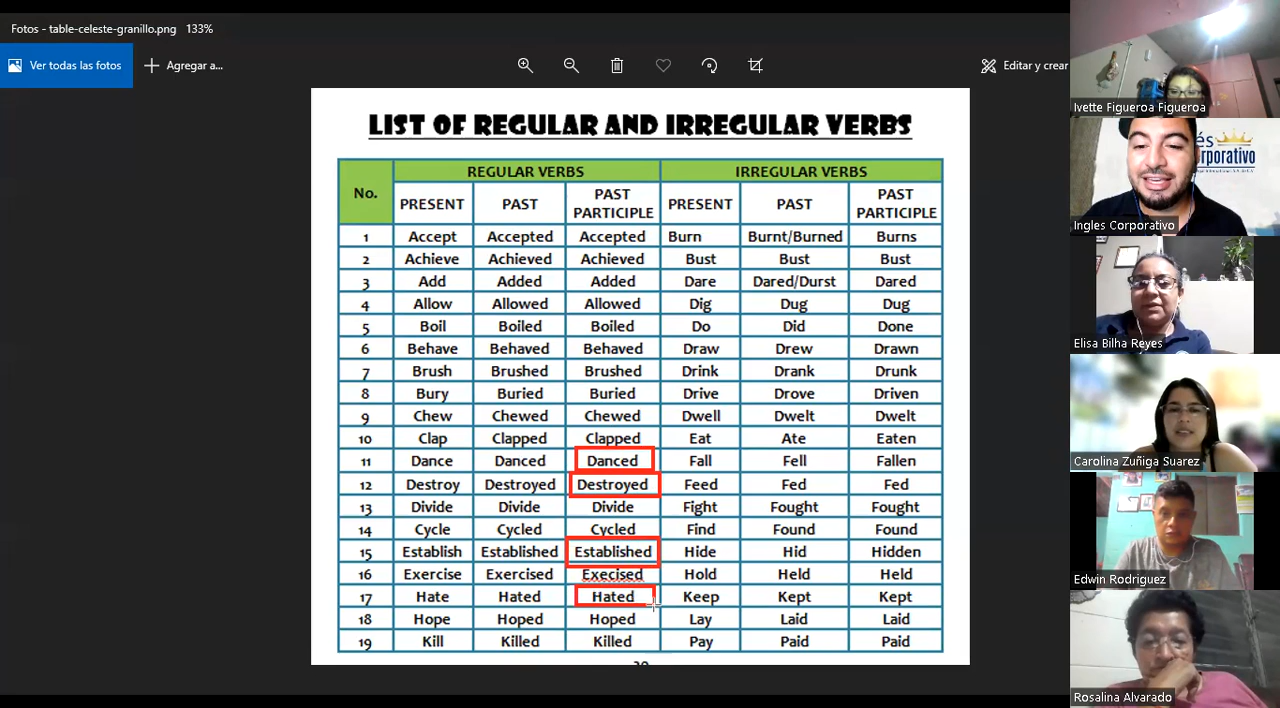 Fotos - table-celeste-granillo.png 133%
Ver todas las fotos Agregar a... Editar y crear
LIST OF REGULAR AND IRREGULAR VERBS
No. REGULAR VERBS IRREGULAR VERBS
PRESENT PAST PAST PARTICIPLE PRESENT PAST PAST PARTICIPLE
1 Accept Accepted Accepted Burn Burnt/Burned Burns
2 Achieve Achieved Achieved Bust Bust Bust
3 Add Added Added Dare Dared/Durst Dared
4 Allow Allowed Allowed Dig Dug Dug
5 Boil Boiled Boiled Do Did Done
6 Behave Behaved Behaved Draw Drew Drawn
7 Brush Brushed Brushed Drink Drank Drunk
8 Bury Buried Buried Drive Drove Driven
9 Chew Chewed Chewed Dwell Dwelt Dwelt
10 Clap Clapped Clapped Eat Ate Eaten
11 Dance Danced Danced Fall Fell Fallen
12 Destroy Destroyed Destroyed Feed Fed Fed
13 Divide Divide Divide Fight Fought Fought
14 Cycle Cycled Cycled Find Found Found
15 Establish Established Established Hide Hid Hidden
16 Exercise Exercised Execised Hold Held Held
17 Hate Hated Hated Keep Kept Kept
18 Hope Hoped Hoped Lay Laid Laid
19 Kill Killed Killed Pay Paid Paid
Ivette Figueroa Figueroa
és
rporativo
Ingles Corporativo
Elisa Bilha Reyes
Carolina Zuñiga Suarez
Edwin Rodriguez
Rosalina Alvarado